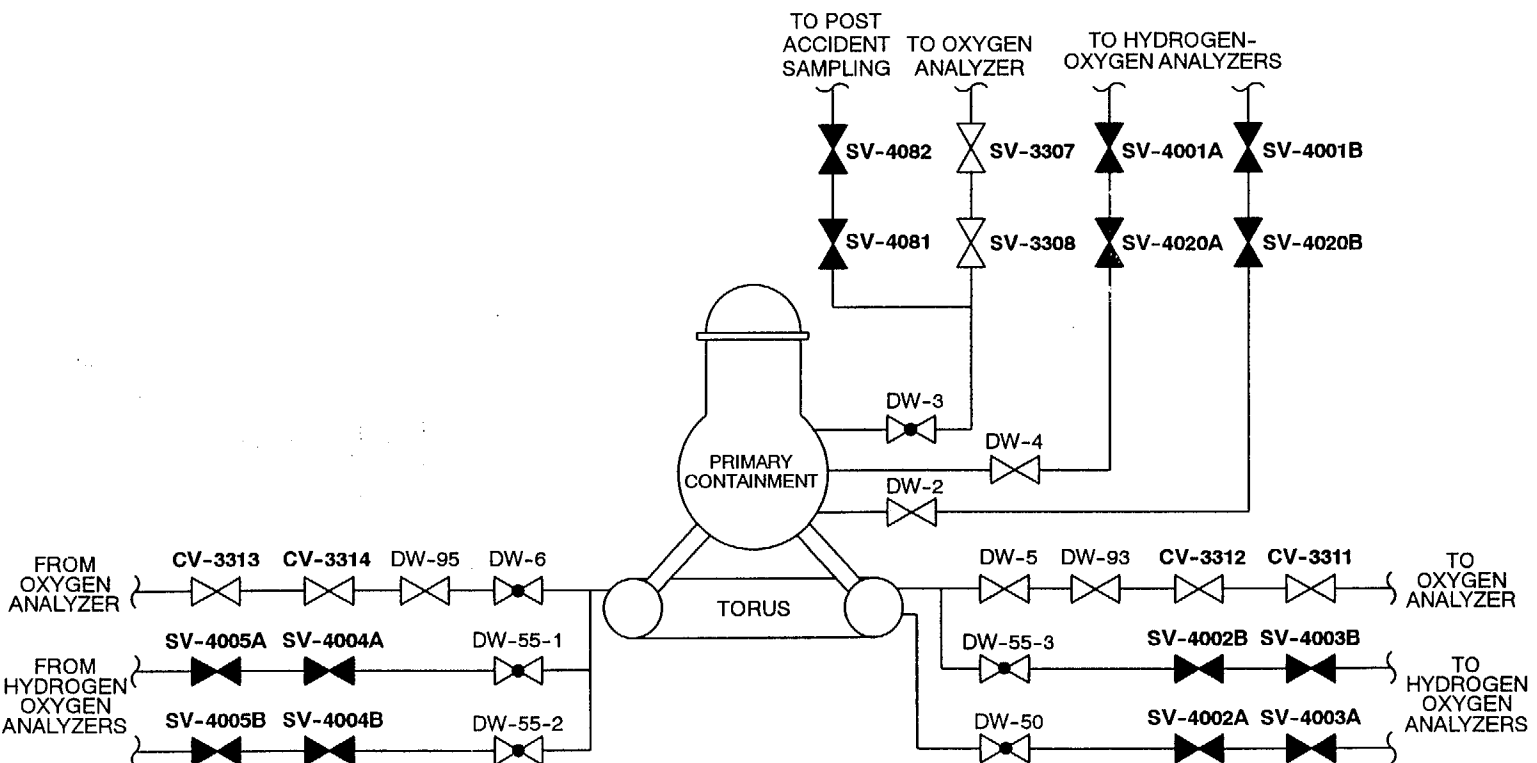 TO POST
ACCIDENT
SAMPLING
TO OXYGEN
ANALYZER
TO HYDROGEN-
OXYGEN ANALYZERS
SV-4082
SV-3307
SV-4001A
SV-4001B
SV-4081
SV-3308
SV-4020A
SV-4020B
DW-3
DW-4
PRIMARY
CONTAINMENT
DW-2
FROM
OXYGEN
ANALYZER
CV-3313
CV-3314
DW-95
DW-6
TORUS
DW-5
DW-93
CV-3312
CV-3311
TO
OXYGEN
ANALYZER
FROM
HYDROGEN
OXYGEN
ANALYZERS
SV-4005A
SV-4004A
DW-55-1
SV-4005B
SV-4004B
DW-55-2
DW-55-3
SV-4002B
SV-4003B
DW-50
SV-4002A
SV-4003A
TO
HYDROGEN
OXYGEN
ANALYZERS